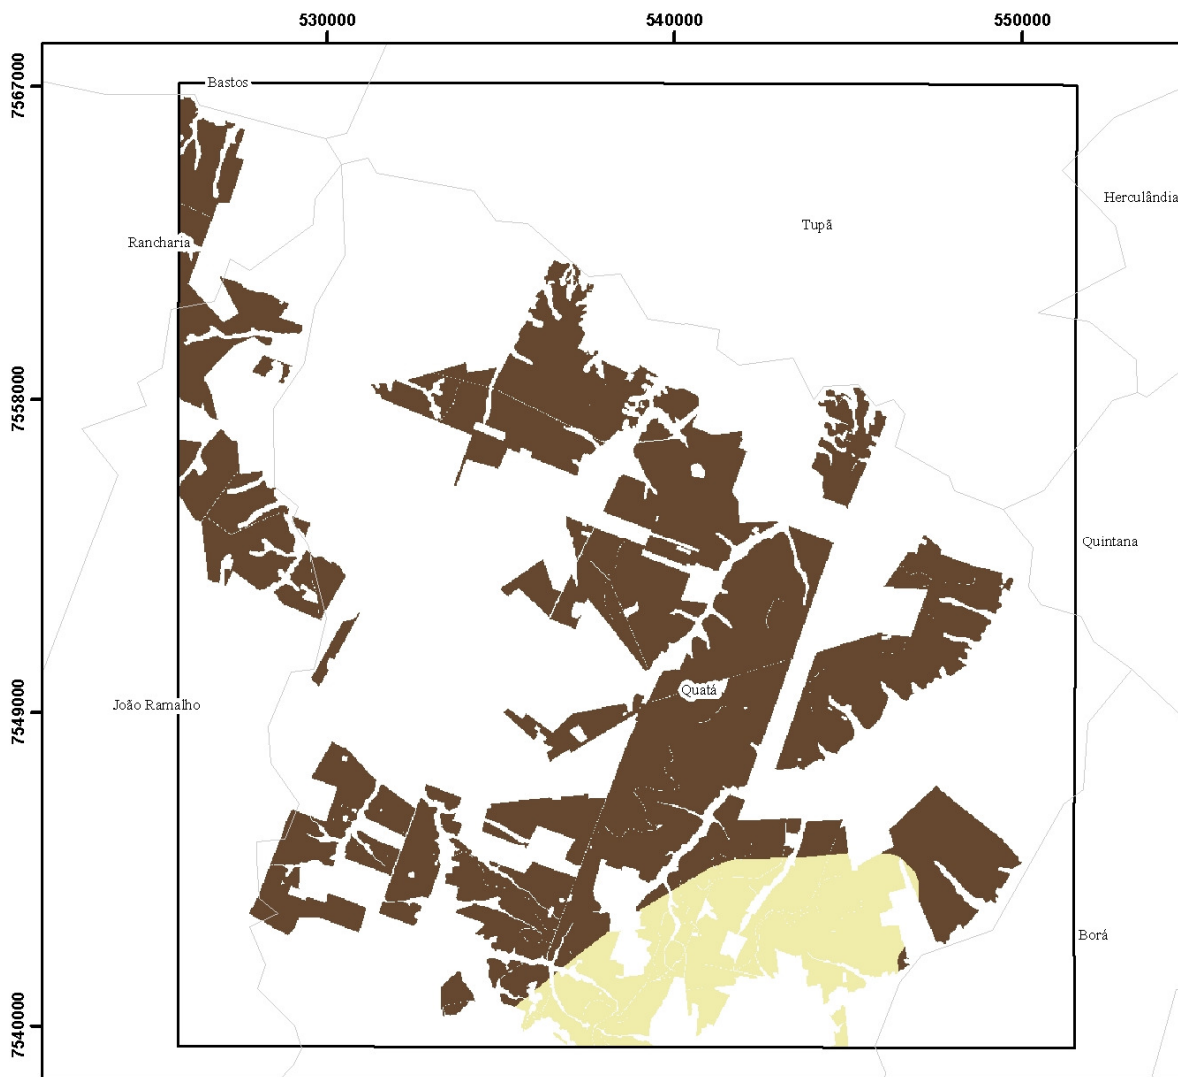 530000 540000 550000
7567000
Bastos
Herculândia
Tupã
Rancharia
7558000
Quintana
Quatá
João Ramalho
7549000
Borá
7540000